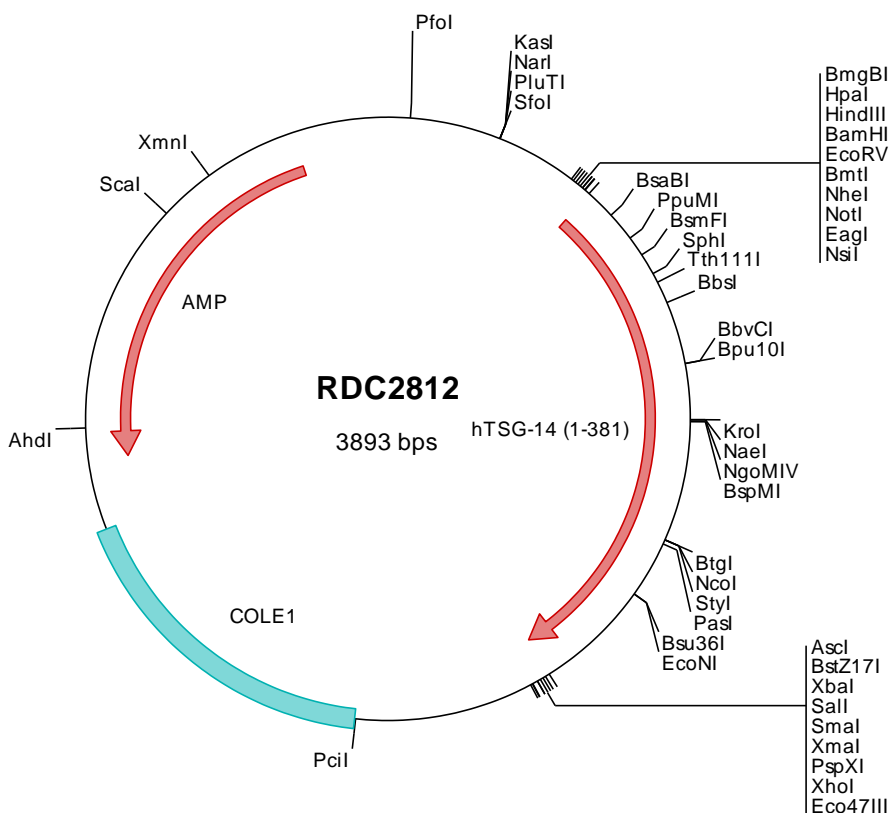 PfoI
KasI
NarI
PluTI
SfoI
BmgBI
HpaI
HindIII
BamHI
EcoRV
BmtI
NheI
NotI
EagI
NsiI
XmnI
ScaI
BsaBI
PpuMI
BsmFI
SphI
Tth111I
BbsI
AMP
BbvCI
Bpu10I
RDC2812
3893 bps
hTSG-14 (1-381)
AhdI
KroI
NaeI
NgoMIV
BspMI
BtgI
NcoI
StyI
PasI
COLE1
Bsu36I
EcoNI
AscI
BstZ17I
XbaI
SalI
SmaI
XmaI
PspXI
XhoI
Eco47III
PciI